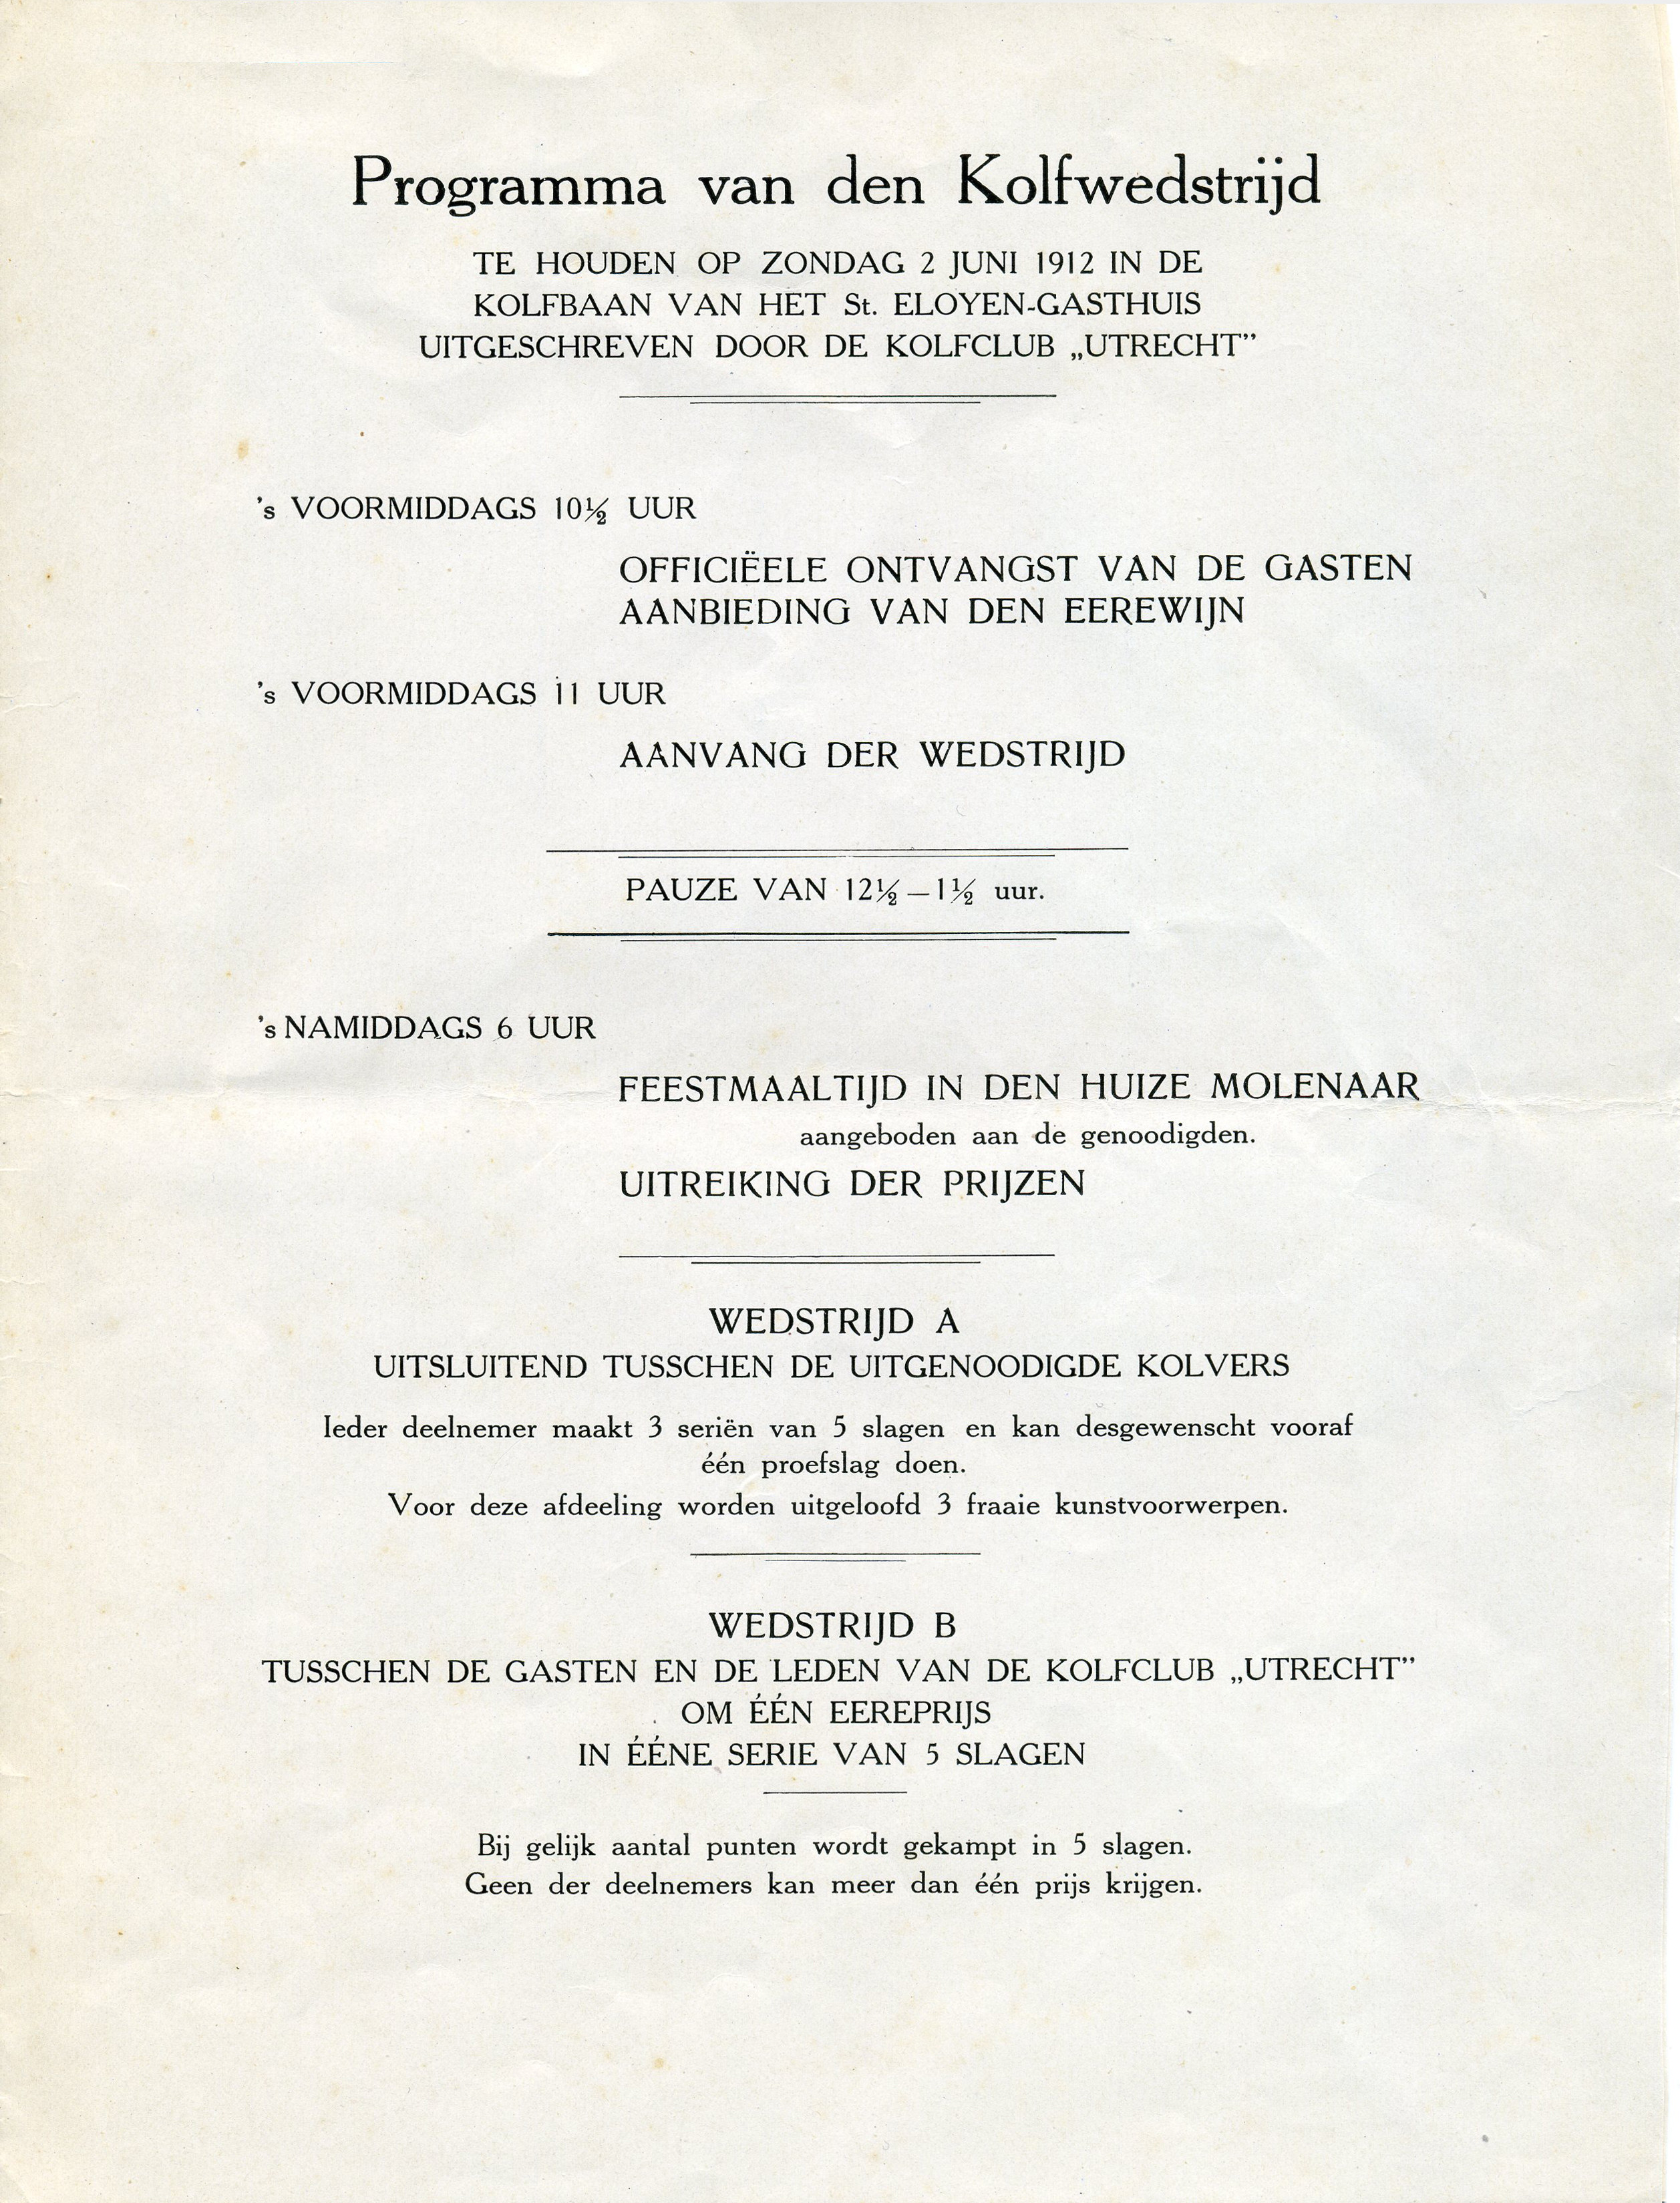 Programma van den Kolfwedstrijd
TE HOUDEN OP ZONDAG 2 JUNI 1912 IN DE
KOLFBAAN VAN HET St. ELOYEN-GASTHUIS
UITGESCHREVEN DOOR DE KOLFCLUB „UTRECHT”
's VOORMIDDAGS 10½ UUR
OFFICIËELE ONTVANGST VAN DE GASTEN
AANBIEDING VAN DEN EEREWIJN
's VOORMIDDAGS 11 UUR
AANVANG DER WEDSTRIJD
PAUZE VAN 12½—1½ uur.
's NAMIDDAGS 6 UUR
FEESTMAALTIJD IN DEN HUIZE MOLENAAR
aangeboden aan de genoodigden.
UITREIKING DER PRIJZEN
WEDSTRIJD A
UITSLUITEND TUSSCHEN DE UITGENOODIGDE KOLVERS
Ieder deelnemer maakt 3 seriën van 5 slagen en kan desgewenscht vooraf
één proefslag doen.
Voor deze afdeeling worden uitgeloofd 3 fraaie kunstvoorwerpen.
WEDSTRIJD B
TUSSCHEN DE GASTEN EN DE LEDEN VAN DE KOLFCLUB „UTRECHT”
OM ÉÉN EEREPRIJS
IN ÉÉNE SERIE VAN 5 SLAGEN
Bij gelijk aantal punten wordt gekampt in 5 slagen.
Geen der deelnemers kan meer dan één prijs krijgen.